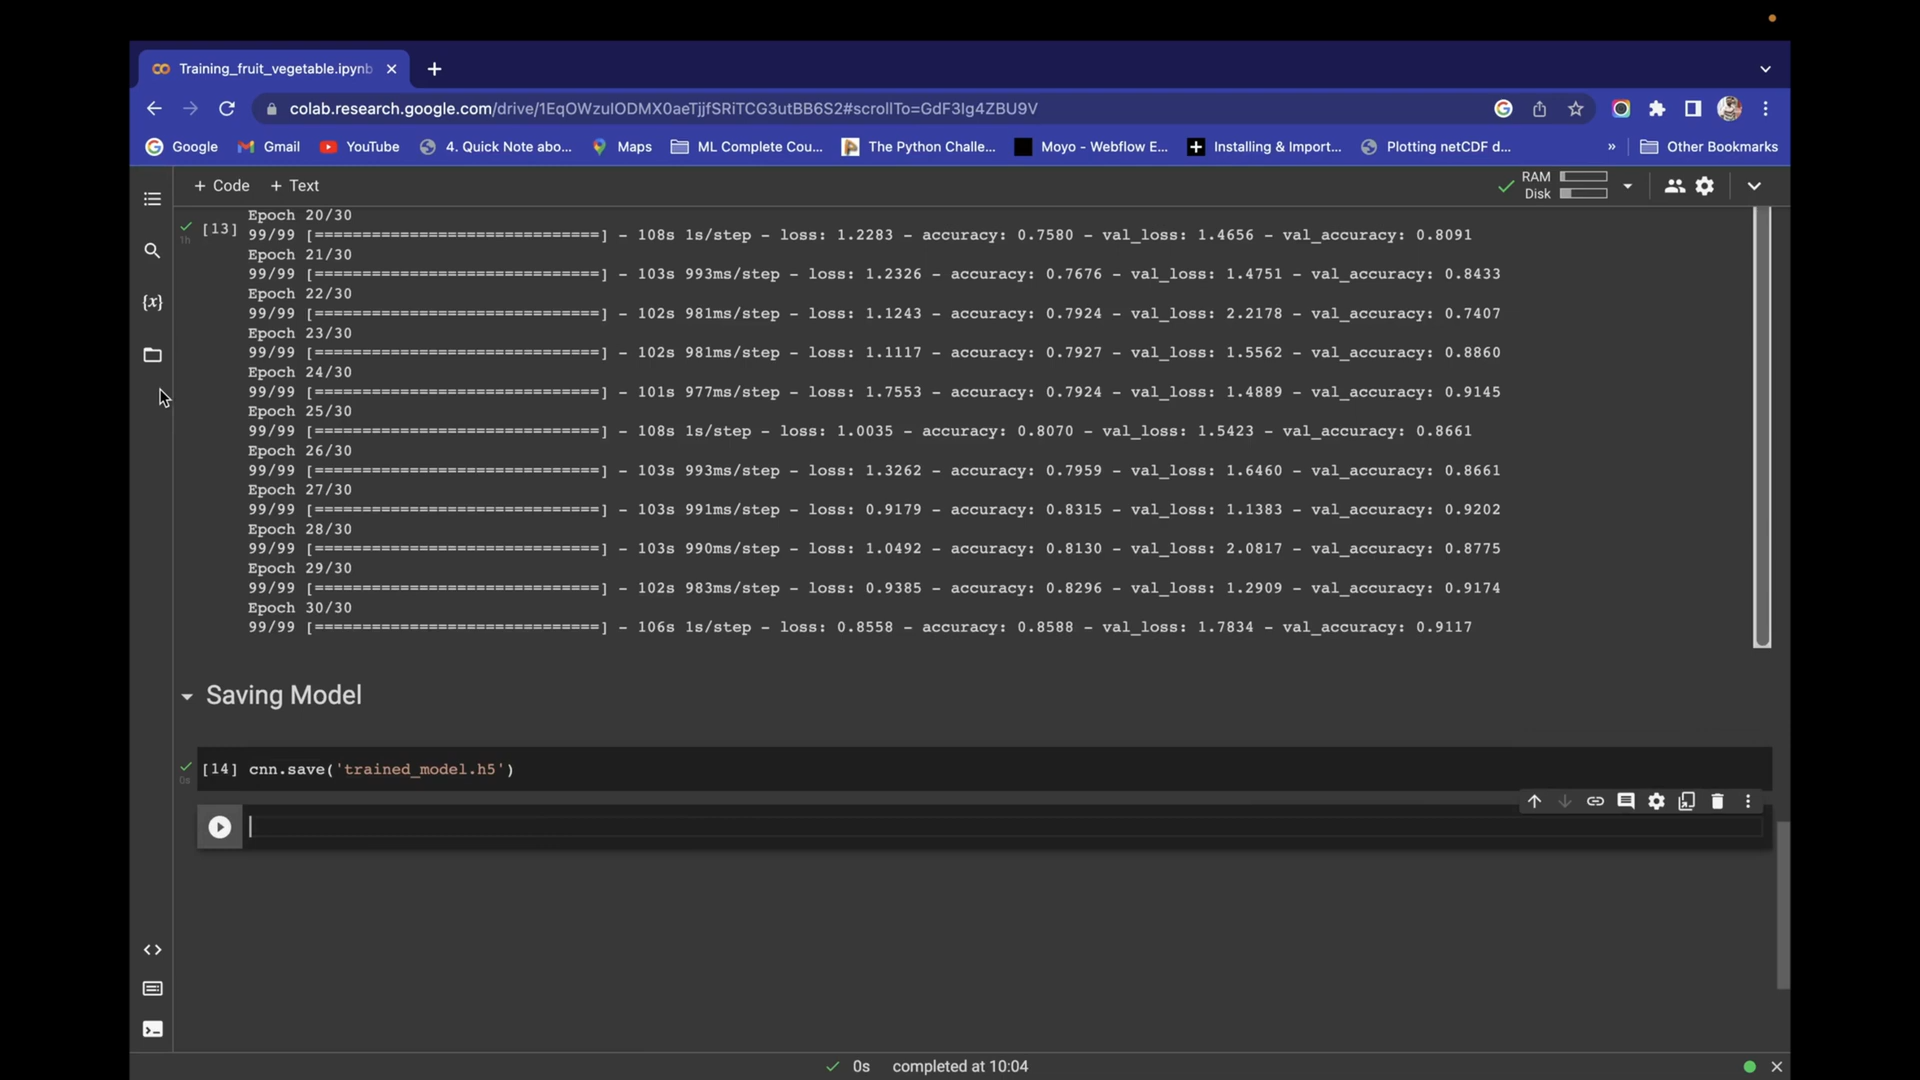 Training_fruit_vegetable.ipynb
colab.research.google.com/drive/1EqOWzuIODMX0aeTjjfSRiTCG3utBB6S2#scrollTo=GdF3Ig4ZBU9V
Google Gmail YouTube 4. Quick Note abo... Maps ML Complete Cou... The Python Challe... Moyo - Webflow E... Installing & Import... Plotting netCDF d... » Other Bookmarks
+ Code + Text RAM
Disk
Epoch 20/30
[13] 99/99 [==============================] - 108s 1s/step - loss: 1.2283 - accuracy: 0.7580 - val_loss: 1.4656 - val_accuracy: 0.8091
1h
Epoch 21/30
99/99 [==============================] - 103s 993ms/step - loss: 1.2326 - accuracy: 0.7676 - val_loss: 1.4751 - val_accuracy: 0.8433
Epoch 22/30
99/99 [==============================] - 102s 981ms/step - loss: 1.1243 - accuracy: 0.7924 - val_loss: 2.2178 - val_accuracy: 0.7407
Epoch 23/30
99/99 [==============================] - 102s 981ms/step - loss: 1.1117 - accuracy: 0.7927 - val_loss: 1.5562 - val_accuracy: 0.8860
Epoch 24/30
99/99 [==============================] - 101s 977ms/step - loss: 1.7553 - accuracy: 0.7924 - val_loss: 1.4889 - val_accuracy: 0.9145
Epoch 25/30
99/99 [==============================] - 108s 1s/step - loss: 1.0035 - accuracy: 0.8070 - val_loss: 1.5423 - val_accuracy: 0.8661
Epoch 26/30
99/99 [==============================] - 103s 993ms/step - loss: 1.3262 - accuracy: 0.7959 - val_loss: 1.6460 - val_accuracy: 0.8661
Epoch 27/30
99/99 [==============================] - 103s 991ms/step - loss: 0.9179 - accuracy: 0.8315 - val_loss: 1.1383 - val_accuracy: 0.9202
Epoch 28/30
99/99 [==============================] - 103s 990ms/step - loss: 1.0492 - accuracy: 0.8130 - val_loss: 2.0817 - val_accuracy: 0.8775
Epoch 29/30
99/99 [==============================] - 102s 983ms/step - loss: 0.9385 - accuracy: 0.8296 - val_loss: 1.2909 - val_accuracy: 0.9174
Epoch 30/30
99/99 [==============================] - 106s 1s/step - loss: 0.8558 - accuracy: 0.8588 - val_loss: 1.7834 - val_accuracy: 0.9117
Saving Model
[14] cnn.save('trained_model.h5')
0s
0s completed at 10:04